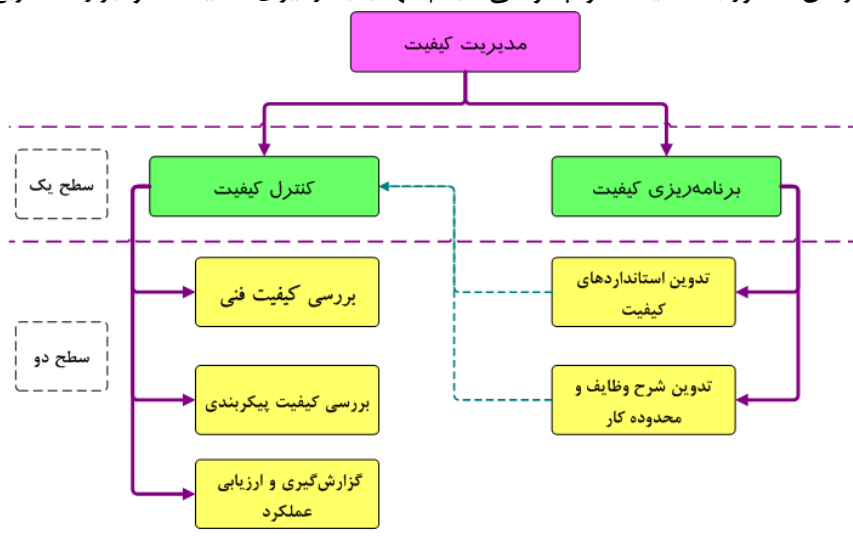 مدیریت کیفیت
سطح یک
برنامه‌ریزی کیفیت
کنترل کیفیت
سطح دو
تدوین استانداردهای
کیفیت
تدوین شرح وظایف و
محدوده کار
بررسی کیفیت فنی
بررسی کیفیت پیکربندی
گزارش‌گیری و ارزیابی
عملکرد